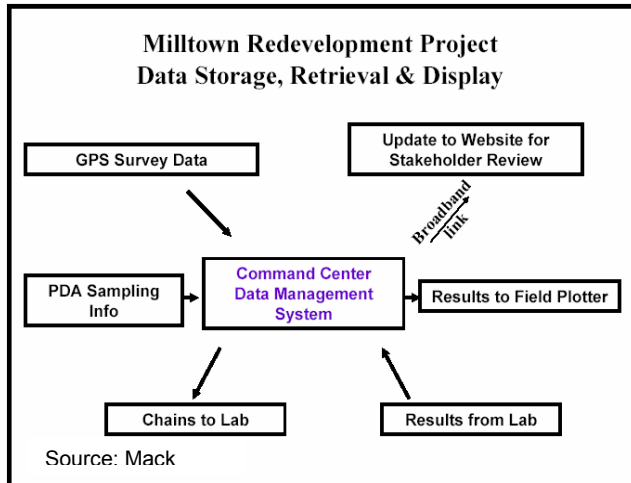 Milltown Redevelopment Project
Data Storage, Retrieval & Display
GPS Survey Data
Update to Website for
Stakeholder Review
Broadband
link
PDA Sampling
Info
Command Center
Data Management
System
Results to Field Plotter
Chains to Lab
Results from Lab
Source: Mack